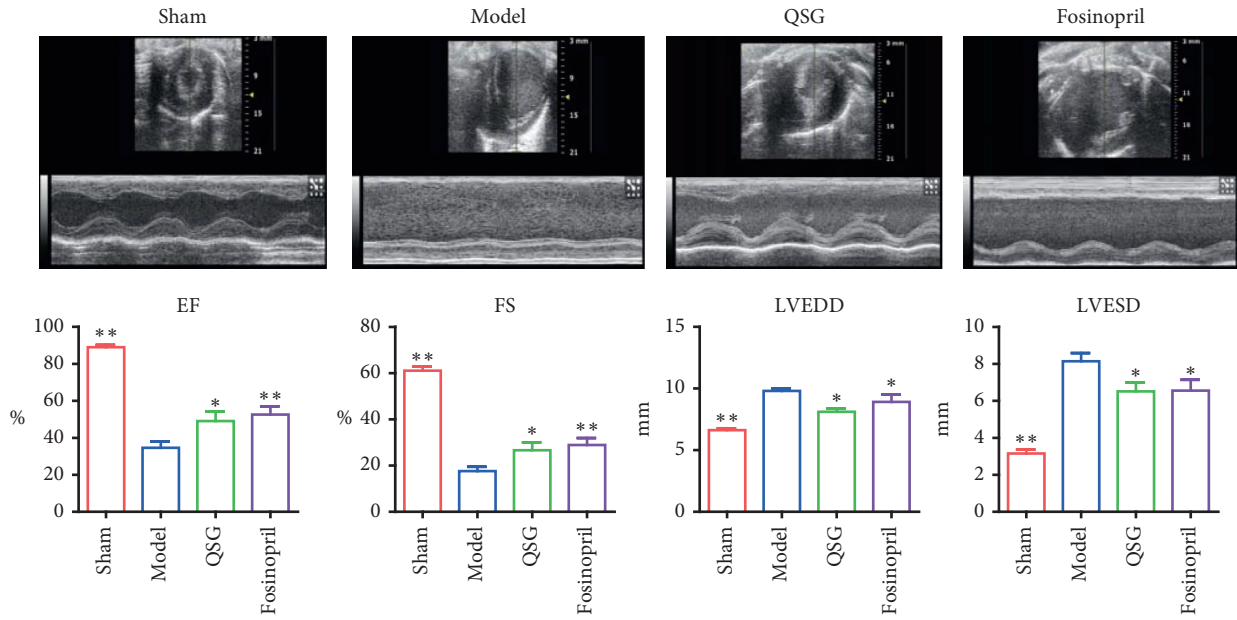 Sham Model QSG Fosinopril
3 mm 3 mm 3 mm 3 mm
9 9 6 6
15 15 11 11
21 21 16 16
21 21
EF FS LVEDD LVESD
100 80 15 10
80 60 10 8
60 40 5 6
40 20 0 4
20 0 2
0 0
% % mm mm
** * **
** * **
** * *
** * *
Sham Model QSG Fosinopril
Sham Model QSG Fosinopril
Sham Model QSG Fosinopril
Sham Model QSG Fosinopril